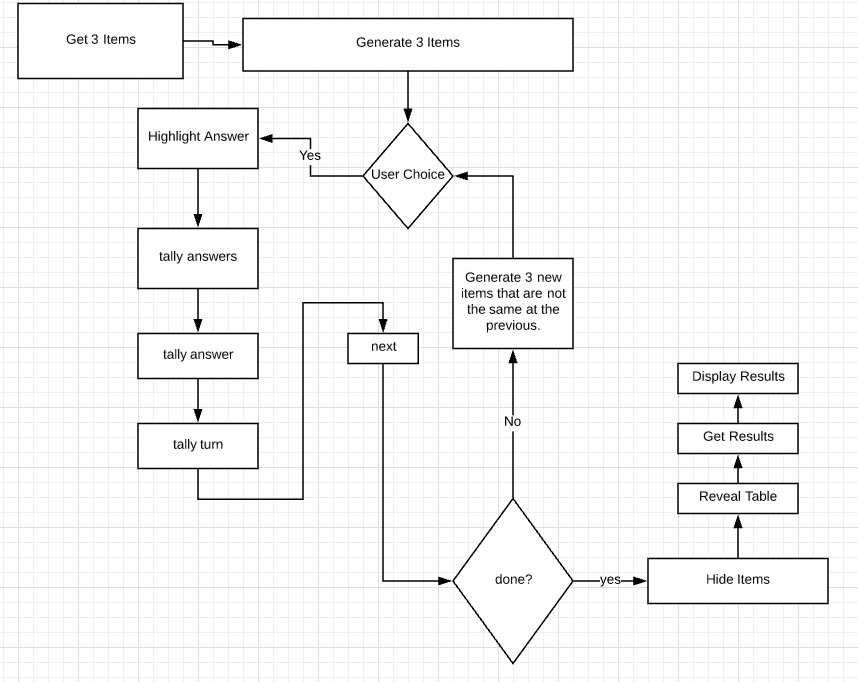 Get 3 Items
Generate 3 Items
Highlight Answer
Yes
User Choice
tally answers
Generate 3 new
items that are not
the same at the
previous.
tally answer
next
tally turn
No
Display Results
Get Results
Reveal Table
done?
yes
Hide Items